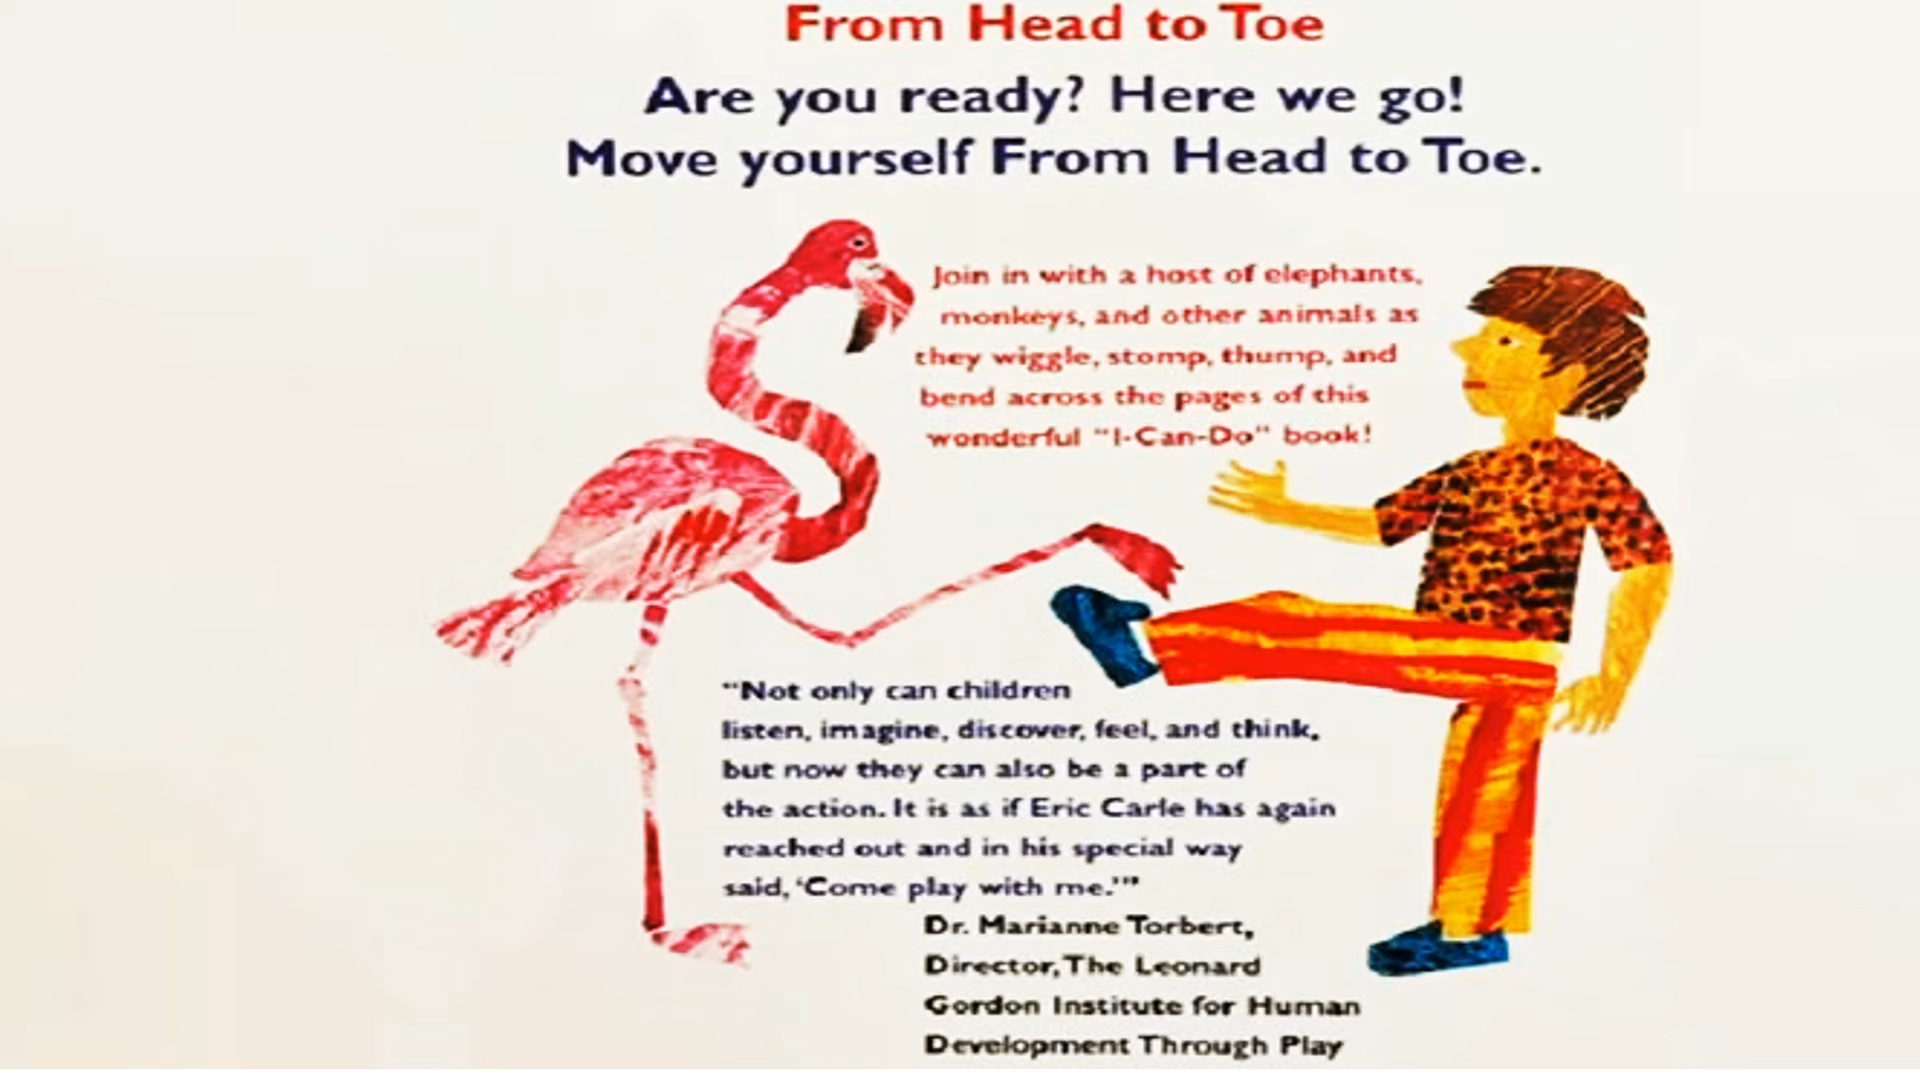 From Head to Toe
Are you ready? Here we go!
Move yourself From Head to Toe.
Join in with a host of elephants,
monkeys, and other animals as
they wiggle, stomp, thump, and
bend across the pages of this
wonderful "I-Can-Do" book!
"Not only can children
listen, imagine, discover, feel, and think,
but now they can also be a part of
the action. It is as if Eric Carle has again
reached out and in his special way
said, 'Come play with me.'"
Dr. Marianne Torbert,
Director, The Leonard
Gordon Institute for Human
Development Through Play